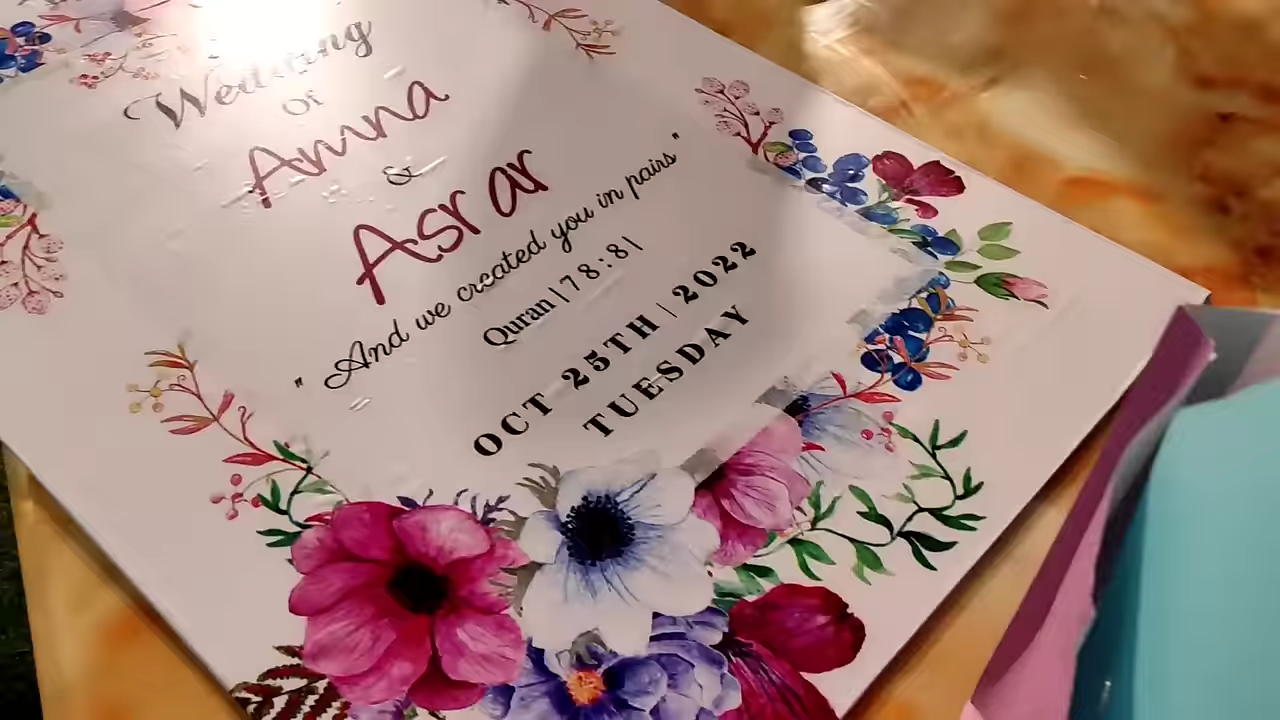 Wedding
Of
Amna
&
Asrar
" And we created you in pairs"
Quran | 78:8 |
OCT 25TH | 2022
TUESDAY